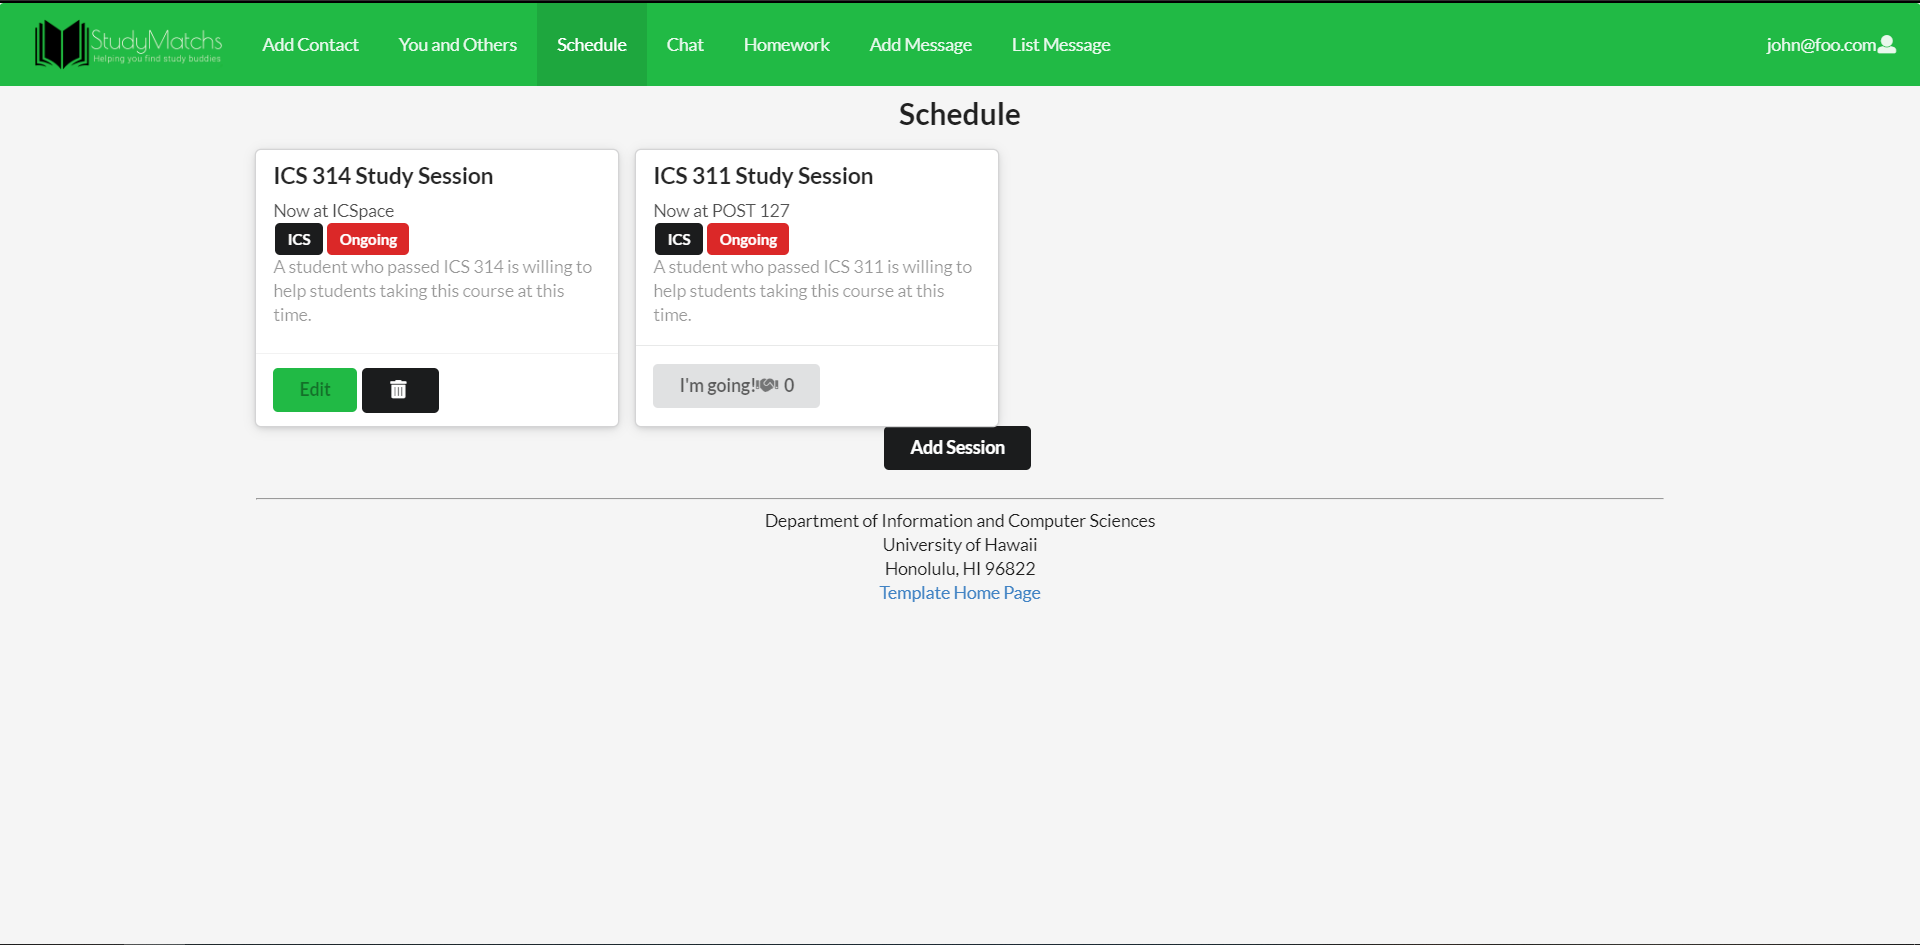 StudyMatchs
Helping you find study buddies
Add Contact
You and Others
Schedule
Chat
Homework
Add Message
List Message
john@foo.com
Schedule
ICS 314 Study Session
Now at ICSpace
ICS
Ongoing
A student who passed ICS 314 is willing to
help students taking this course at this
time.
Edit
ICS 311 Study Session
Now at POST 127
ICS
Ongoing
A student who passed ICS 311 is willing to
help students taking this course at this
time.
I'm going! 0
Add Session
Department of Information and Computer Sciences
University of Hawaii
Honolulu, HI 96822
Template Home Page